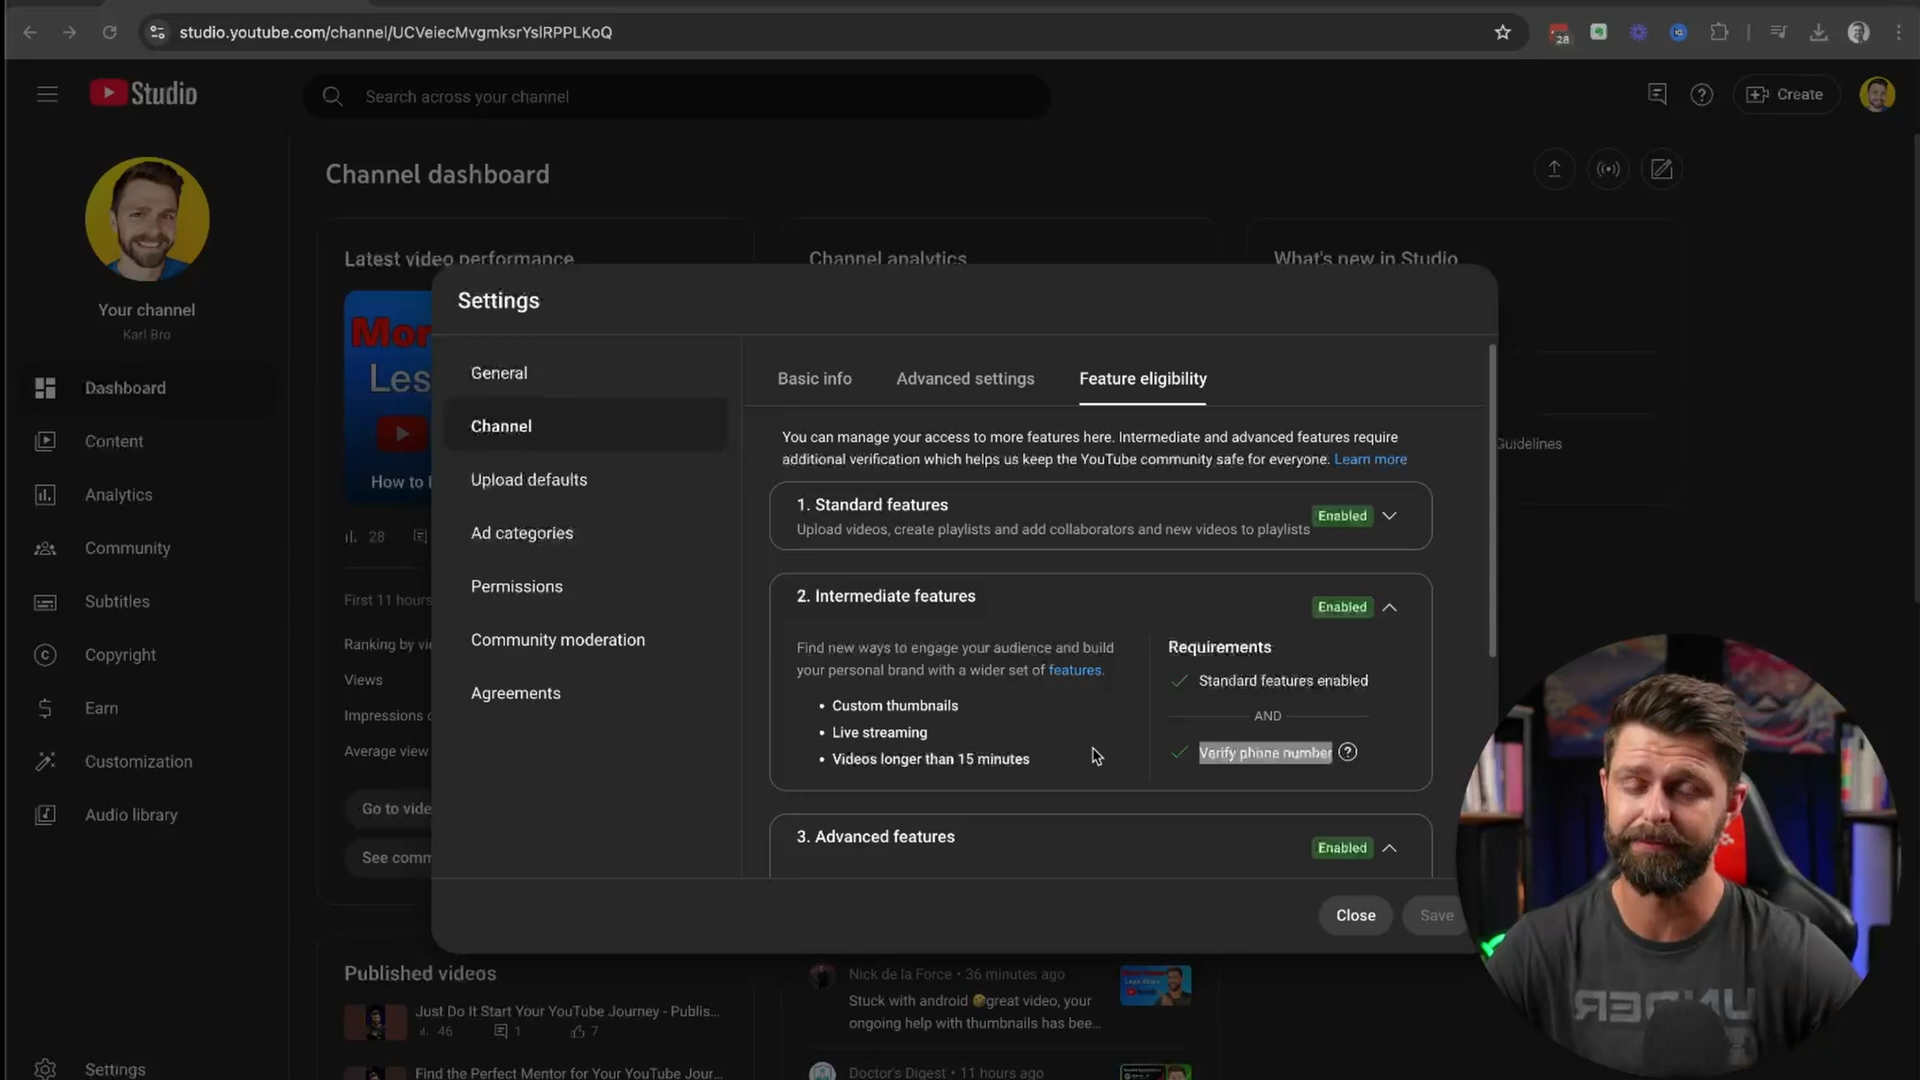 studio.youtube.com/channel/UCVeiecMvgmksrYslRPPLKoQ
28
Studio
Search across your channel
Create
Your channel
Karl Bro
Dashboard
Content
Analytics
Community
Subtitles
Copyright
Earn
Customization
Audio library
Settings
Channel dashboard
Latest video performance
Channel analytics
What's new in Studio
Mor
Les
How to
28
First 11 hours
Ranking by vi
Views
Impressions
Average view
Go to vide
See comm
Guidelines
Settings
General
Channel
Upload defaults
Ad categories
Permissions
Community moderation
Agreements
Basic info
Advanced settings
Feature eligibility
You can manage your access to more features here. Intermediate and advanced features require
additional verification which helps us keep the YouTube community safe for everyone. Learn more
1. Standard features
Enabled
Upload videos, create playlists and add collaborators and new videos to playlists
2. Intermediate features
Enabled
Find new ways to engage your audience and build
your personal brand with a wider set of features.
• Custom thumbnails
• Live streaming
• Videos longer than 15 minutes
Requirements
Standard features enabled
AND
Verify phone number
3. Advanced features
Enabled
Close
Save
Published videos
Just Do It Start Your YouTube Journey - Publis...
46
1
7
Find the Perfect Mentor for Your YouTube Jour...
Nick de la Force • 36 minutes ago
Stuck with android 🤣great video, your
ongoing help with thumbnails has bee...
Doctor's Digest • 11 hours ago
UNDER